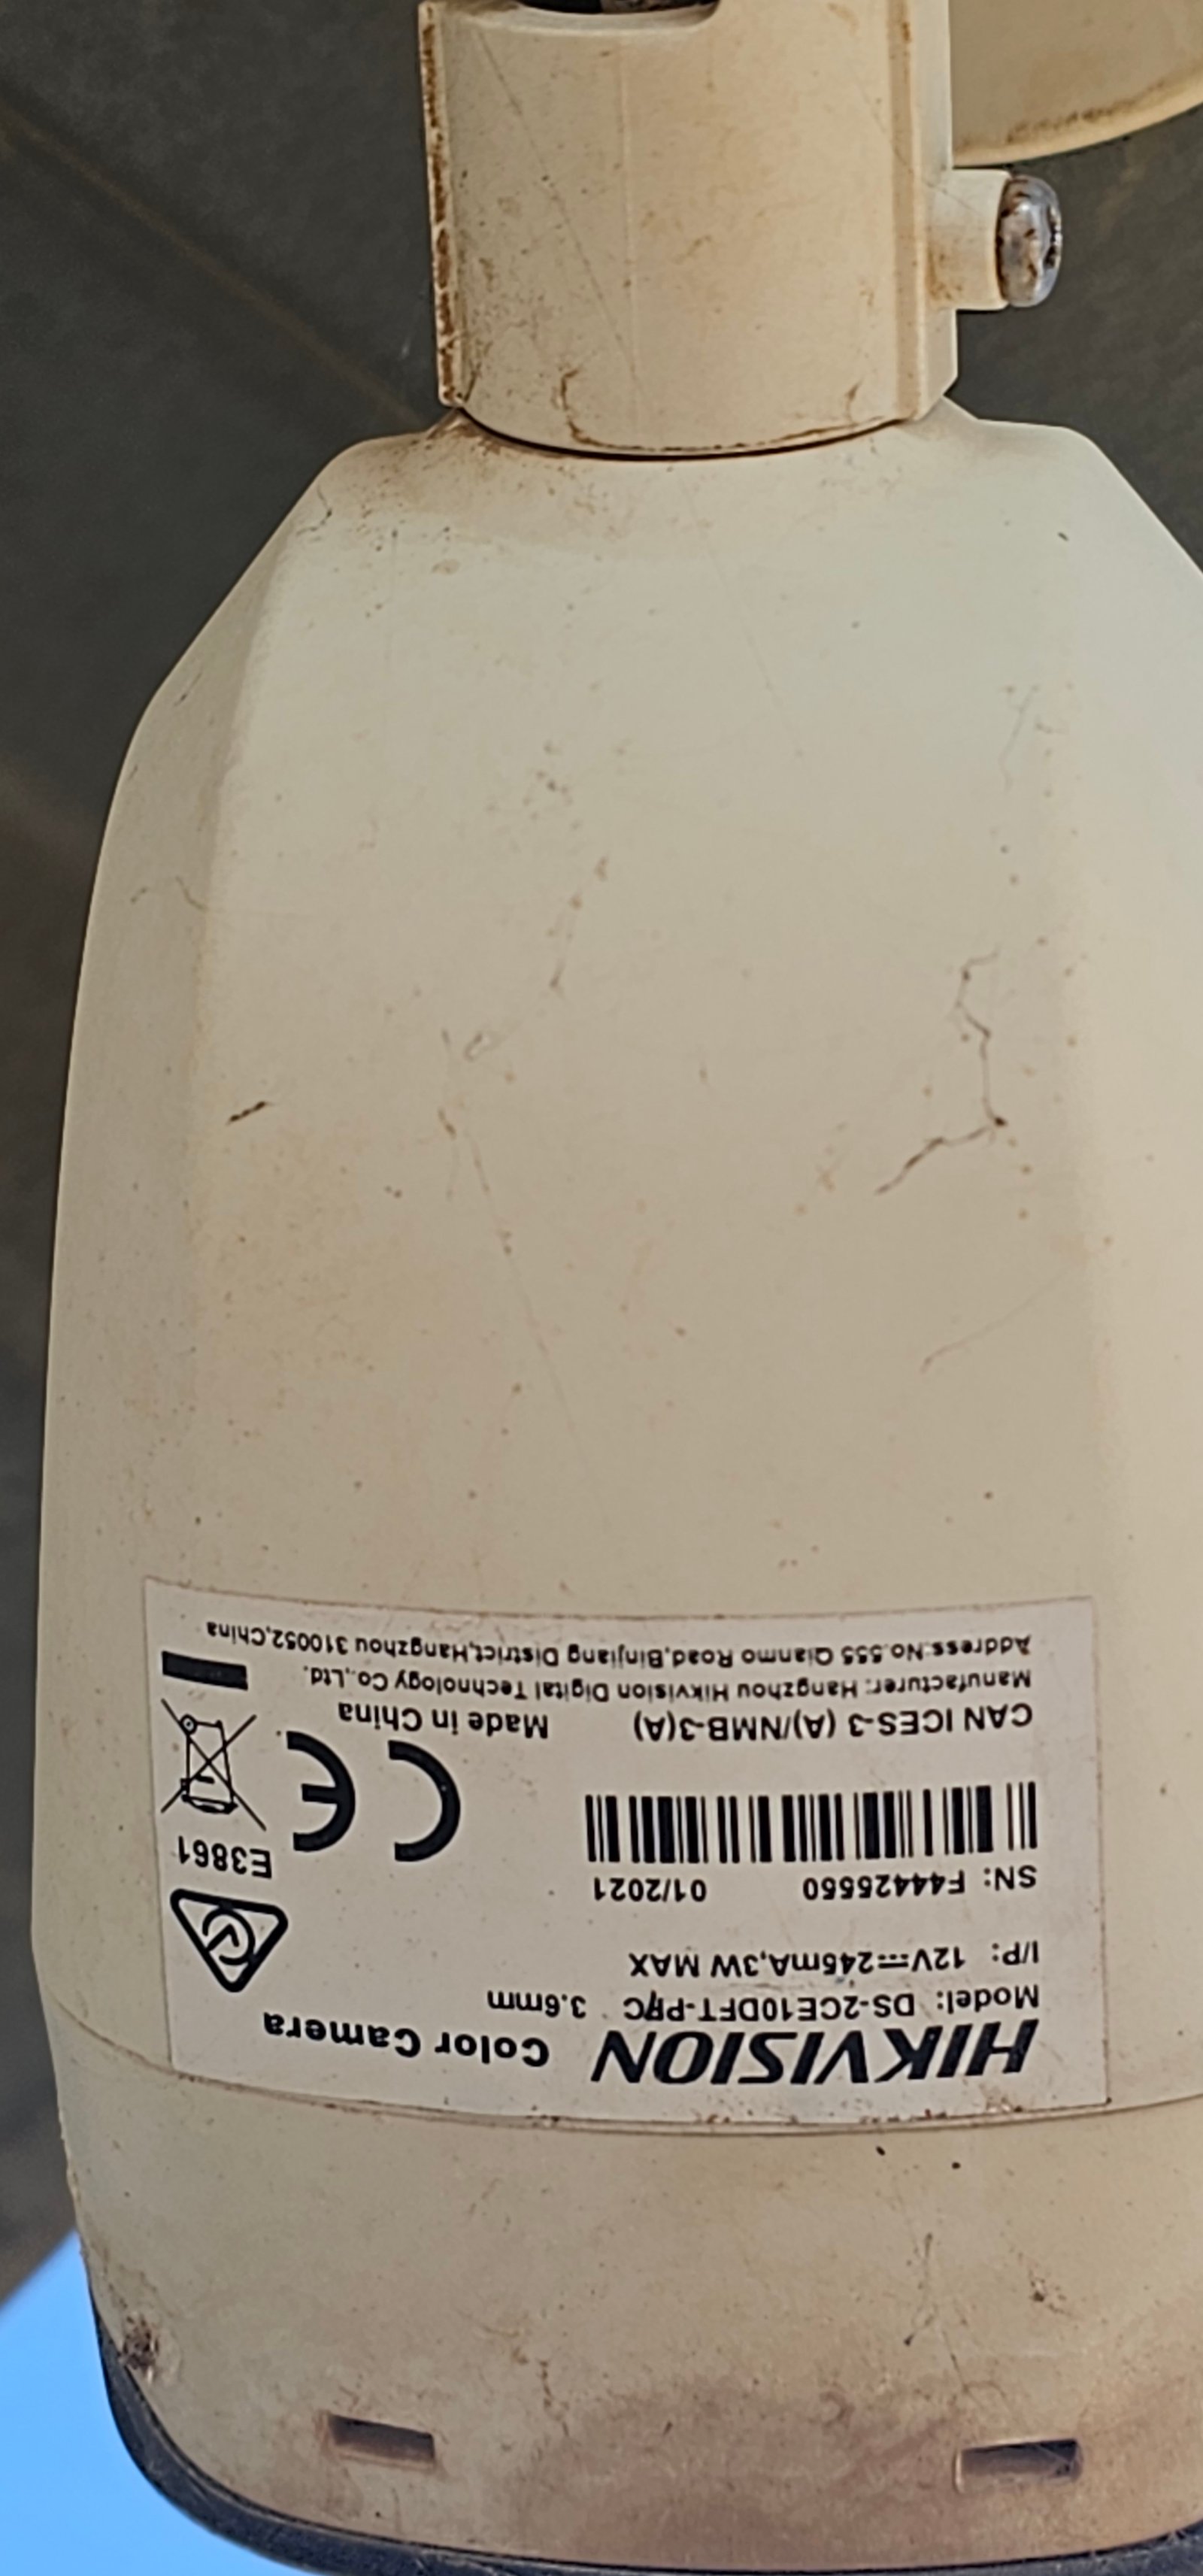 HIKVISION Color Camera
Model: DS-2CE10DFT-PFC 3.6mm
I/P: 12V⎓245mA,3W MAX
SN: F44425550 01/2021
E3861
CE
CAN ICES-3 (A)/NMB-3(A) Made in China
Manufacturer: Hangzhou Hikvision Digital Technology Co.,Ltd.
Address:No.555 Qianmo Road,Binjiang District,Hangzhou 310052,China